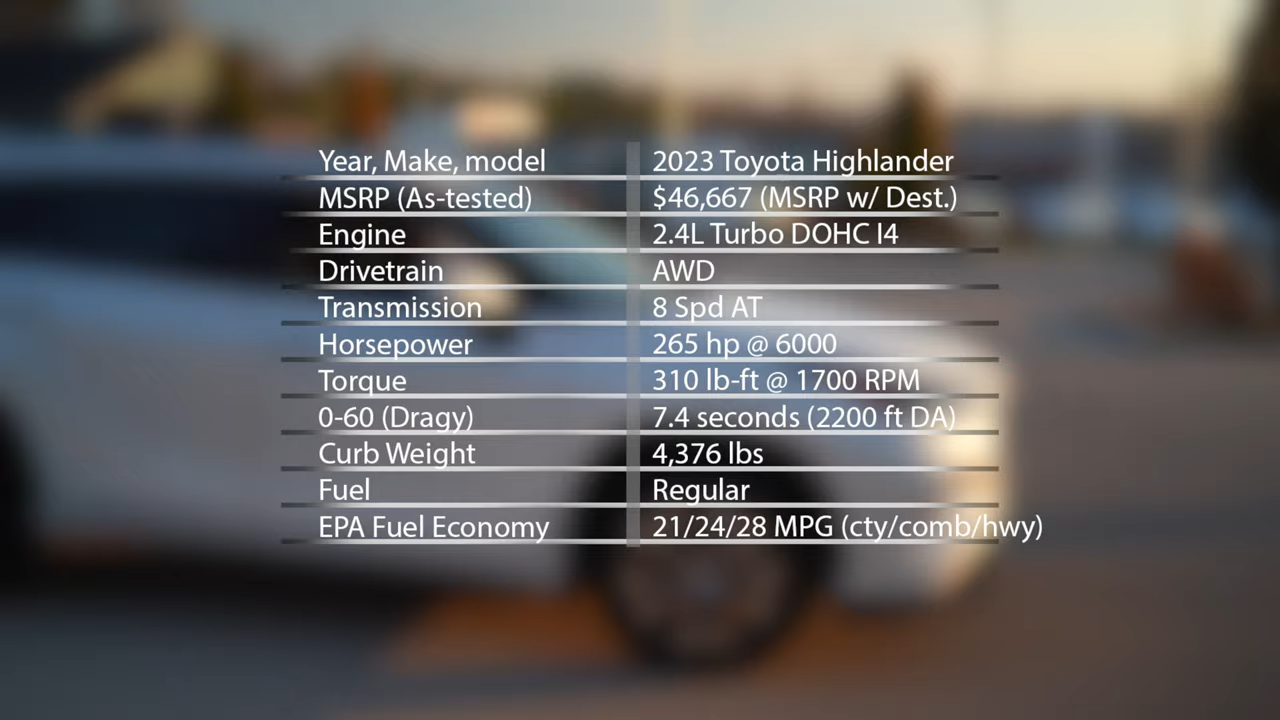 Year, Make, model 2023 Toyota Highlander
MSRP (As-tested) $46,667 (MSRP w/ Dest.)
Engine 2.4L Turbo DOHC I4
Drivetrain AWD
Transmission 8 Spd AT
Horsepower 265 hp @ 6000
Torque 310 lb-ft @ 1700 RPM
0-60 (Dragy) 7.4 seconds (2200 ft DA)
Curb Weight 4,376 lbs
Fuel Regular
EPA Fuel Economy 21/24/28 MPG (cty/comb/hwy)